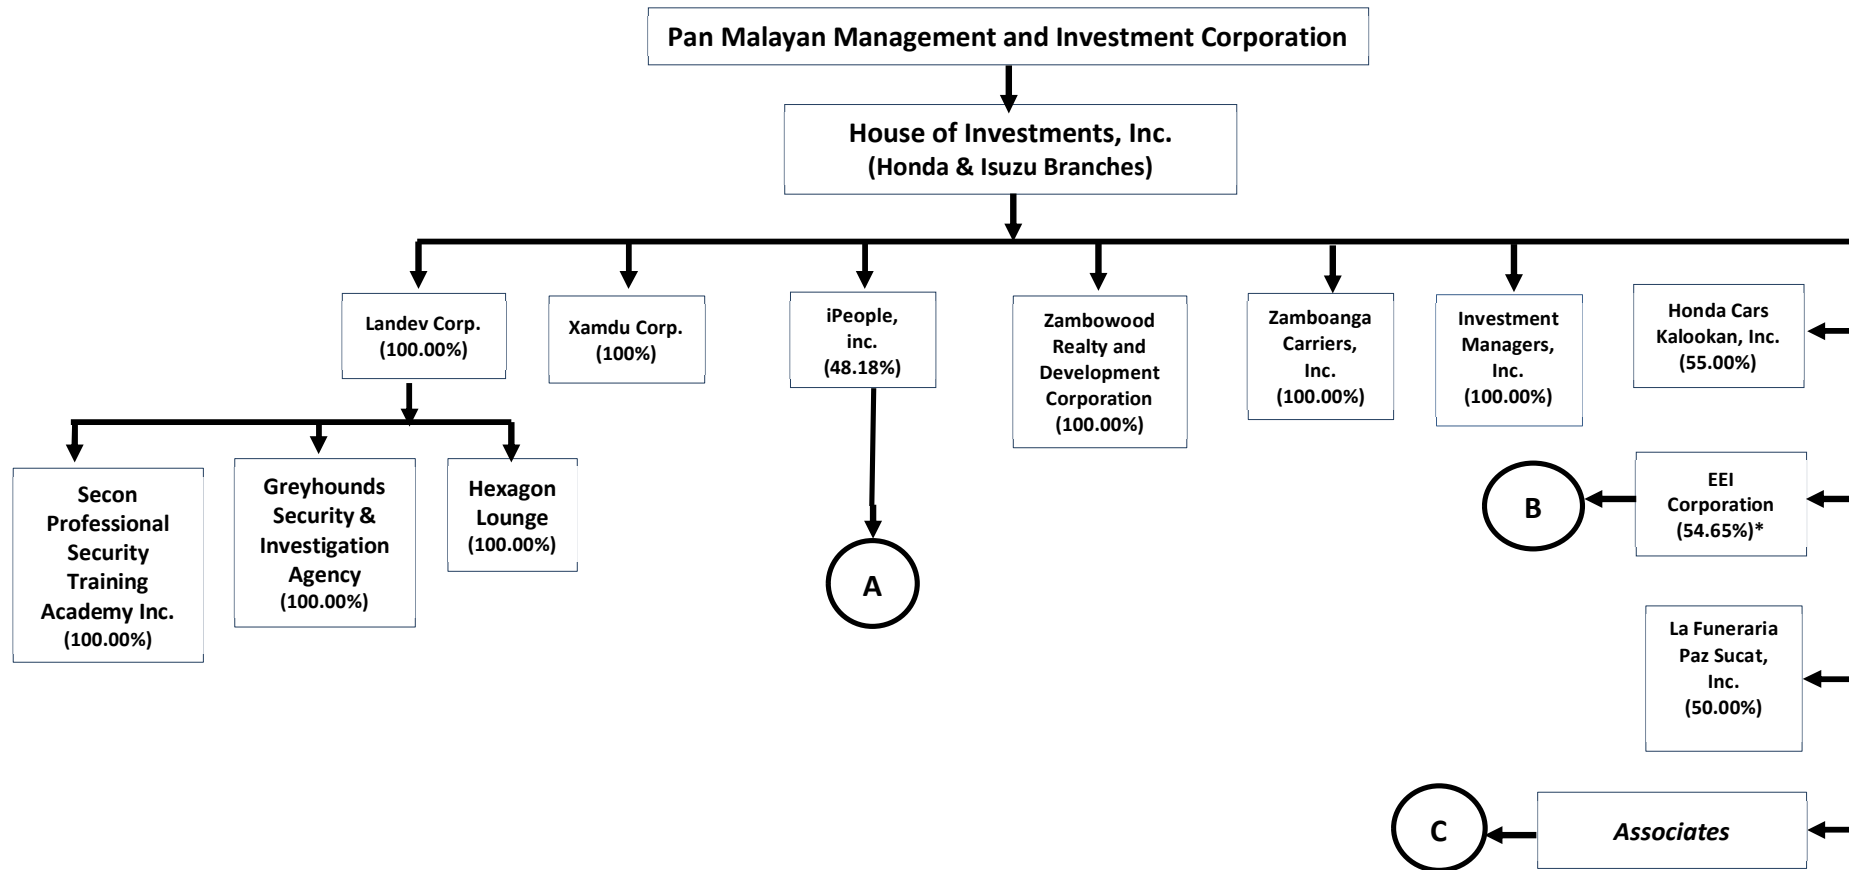 Pan Malayan Management and Investment Corporation
House of Investments, Inc.
(Honda & Isuzu Branches)
Landev Corp.
(100.00%)
Xamdu Corp.
(100%)
iPeople,
inc.
(48.18%)
Zambowood
Realty and
Development
Corporation
(100.00%)
Zamboanga
Carriers,
Inc.
(100.00%)
Investment
Managers,
Inc.
(100.00%)
Honda Cars
Kalookan, Inc.
(55.00%)
Secon
Professional
Security
Training
Academy Inc.
(100.00%)
Greyhounds
Security &
Investigation
Agency
(100.00%)
Hexagon
Lounge
(100.00%)
A
B
EEI
Corporation
(54.65%)*
La Funeraria
Paz Sucat,
Inc.
(50.00%)
C
Associates